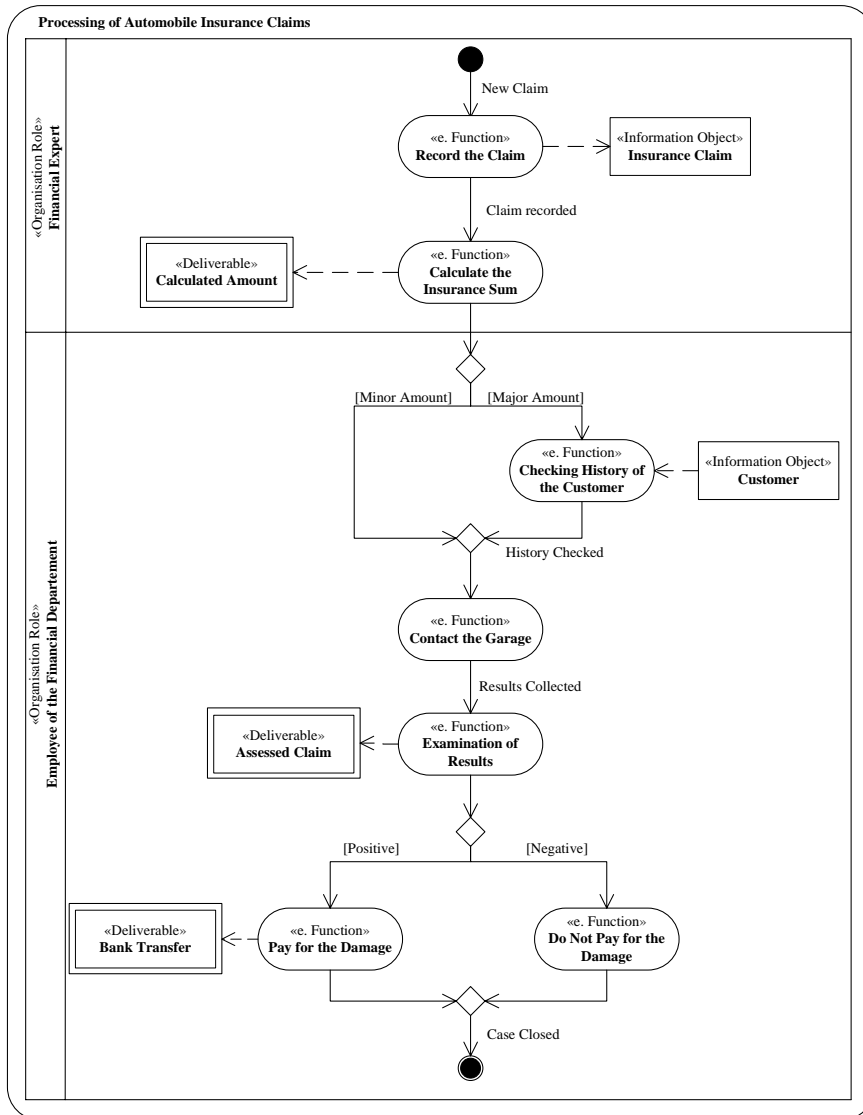 Processing of Automobile Insurance Claims
«Organisation Role»
Financial Expert
New Claim
«e. Function»
Record the Claim
«Information Object»
Insurance Claim
Claim recorded
«Deliverable»
Calculated Amount
«e. Function»
Calculate the
Insurance Sum
«Organisation Role»
Employee of the Financial Departement
[Minor Amount]
[Major Amount]
«e. Function»
Checking History of
the Customer
«Information Object»
Customer
History Checked
«e. Function»
Contact the Garage
Results Collected
«Deliverable»
Assessed Claim
«e. Function»
Examination of
Results
[Positive]
[Negative]
«Deliverable»
Bank Transfer
«e. Function»
Pay for the Damage
«e. Function»
Do Not Pay for the
Damage
Case Closed